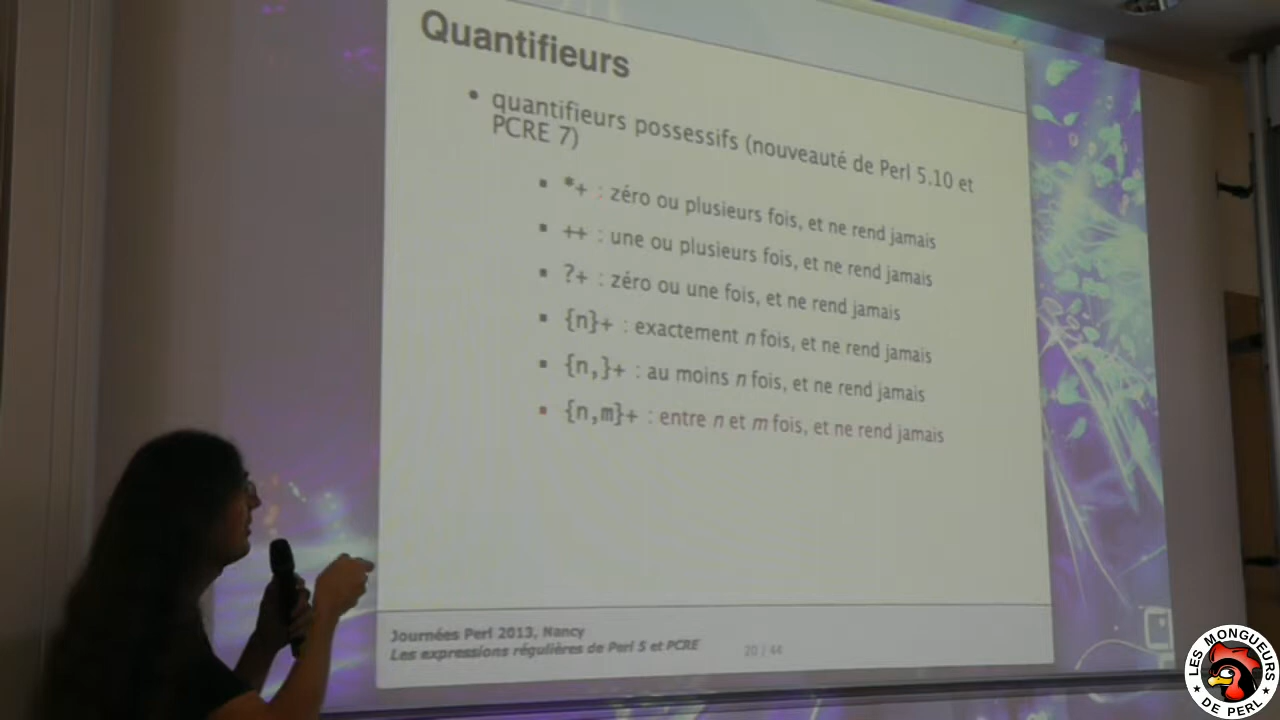 Quantifieurs
• quantifieurs possessifs (nouveauté de Perl 5.10 et
PCRE 7)
▪ *+ : zéro ou plusieurs fois, et ne rend jamais
▪ ++ : une ou plusieurs fois, et ne rend jamais
▪ ?+ : zéro ou une fois, et ne rend jamais
▪ {n}+ : exactement n fois, et ne rend jamais
▪ {n,}+ : au moins n fois, et ne rend jamais
▪ {n,m}+ : entre n et m fois, et ne rend jamais
Journées Perl 2013, Nancy
Les expressions régulières de Perl 5 et PCRE
20 / 44
LES MONGUEURS
★ DE PERL ★